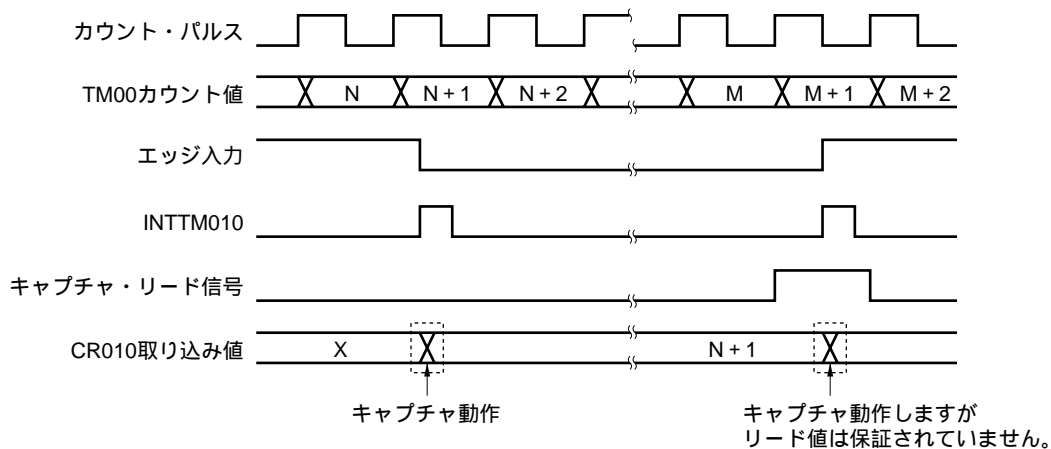 カウント・パルス
TM00カウント値 N N + 1 N + 2 M M + 1 M + 2
エッジ入力
INTTM010
キャプチャ・リード信号
CR010取り込み値 X N + 1
キャプチャ動作
キャプチャ動作しますが
リード値は保証されていません。